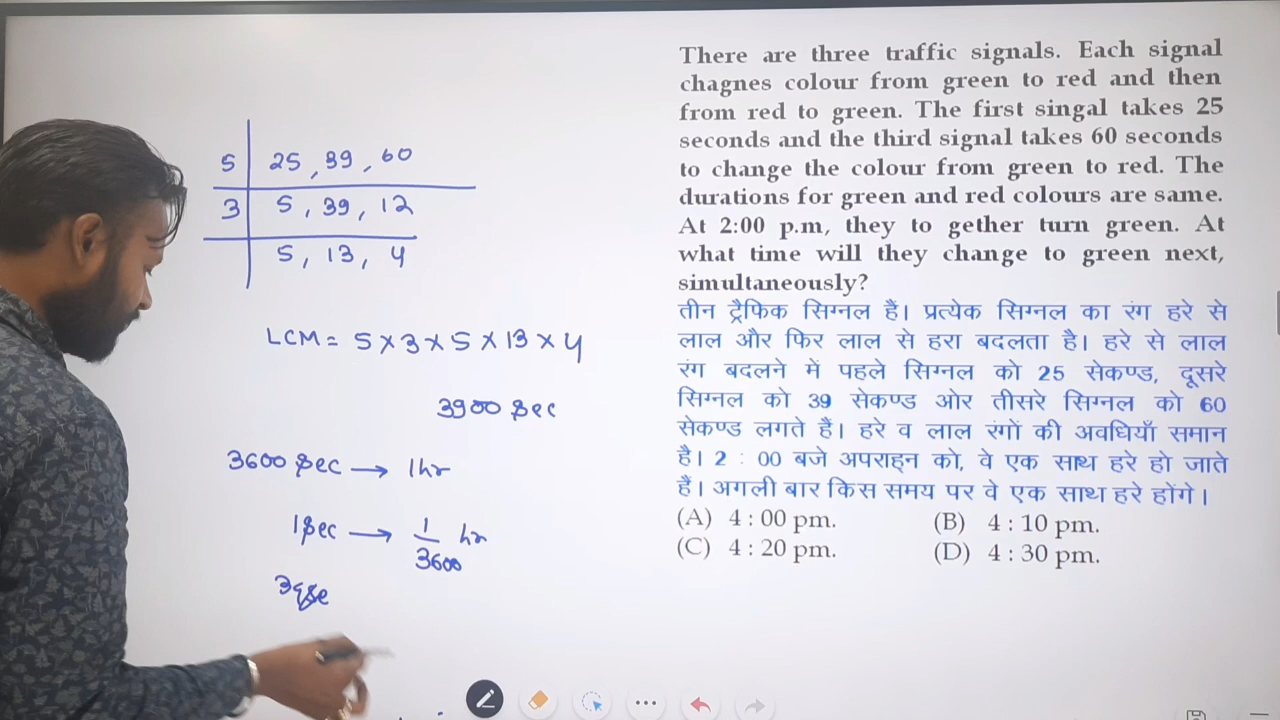 5 | 25, 39, 60
3 | 5, 39, 12
5, 13, 4
LCM = 5 × 3 × 5 × 13 × 4
3900 sec
3600 sec → 1 hr
1 sec → 1/3600 hr
There are three traffic signals. Each signal
chagnes colour from green to red and then
from red to green. The first singal takes 25
seconds and the third signal takes 60 seconds
to change the colour from green to red. The
durations for green and red colours are same.
At 2:00 p.m, they to gether turn green. At
what time will they change to green next,
simultaneously?
तीन ट्रैफिक सिग्नल हैं। प्रत्येक सिग्नल का रंग हरे से
लाल और फिर लाल से हरा बदलता है। हरे से लाल
रंग बदलने में पहले सिग्नल को 25 सेकण्ड, दूसरे
सिग्नल को 39 सेकण्ड ओर तीसरे सिग्नल को 60
सेकण्ड लगते हैं। हरे व लाल रंगों की अवधियाँ समान
है। 2 : 00 बजे अपराह्न को, वे एक साथ हरे हो जाते
हैं। अगली बार किस समय पर वे एक साथ हरे होंगे।
(A) 4 : 00 pm. (B) 4 : 10 pm.
(C) 4 : 20 pm. (D) 4 : 30 pm.